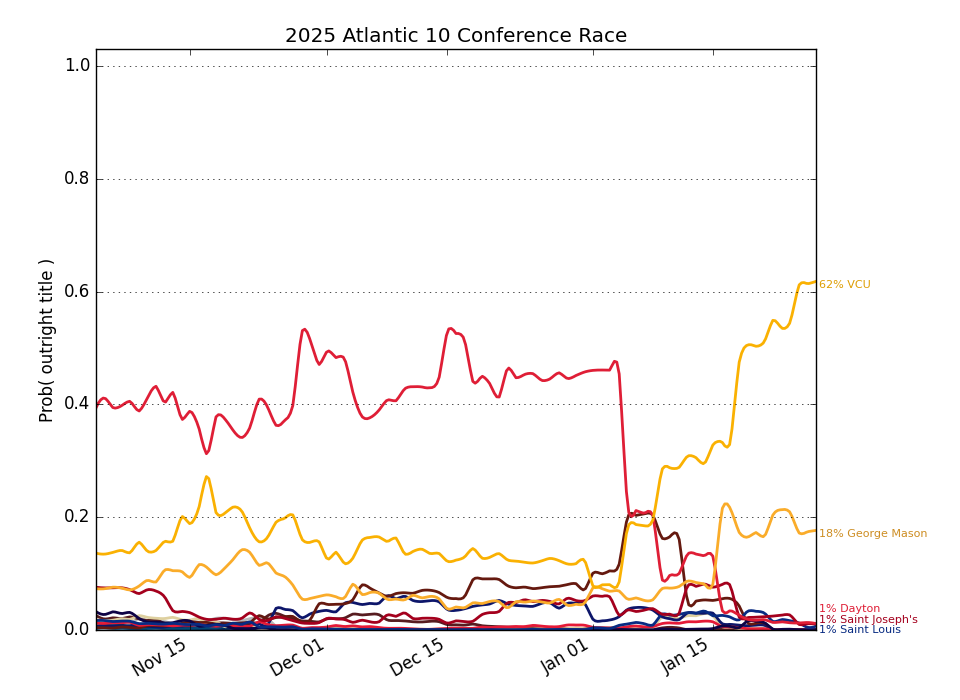 2025 Atlantic 10 Conference Race
1.0
0.8
0.6
0.4
0.2
0.0
Prob( outright title )
62% VCU
18% George Mason
1% Dayton
1% Saint Joseph's
1% Saint Louis
Nov 15
Dec 01
Dec 15
Jan 01
Jan 15